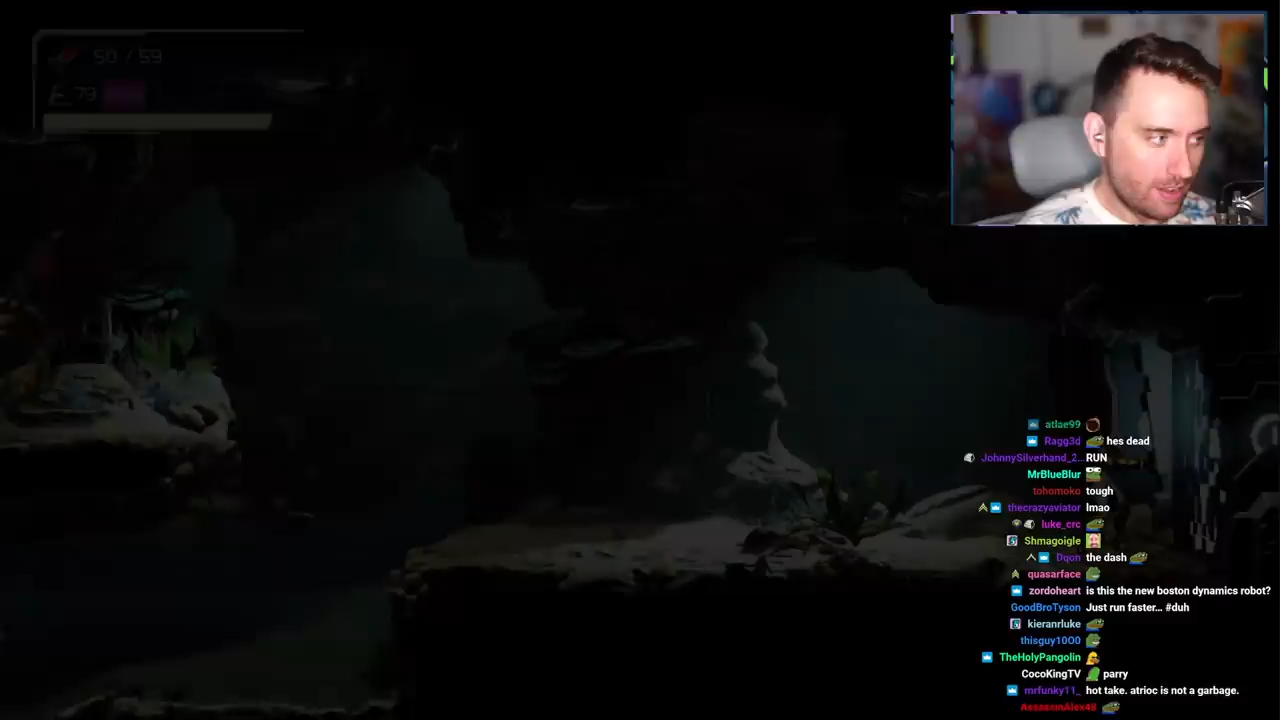 50 / 59
79
atlae99
Ragg3d hes dead
JohnnySilverhand_2... RUN
MrBlueBlur
tohomoko tough
thecrazyaviator lmao
luke_crc
Shmagoigle
Dqon the dash
quasarface
zordoheart is this the new boston dynamics robot?
GoodBroTyson Just run faster... #duh
kieranrluke
thisguy1000
TheHolyPangolin
CocoKingTV parry
mrfunky11_ hot take. atrioc is not a garbage.
AssassinAlex48